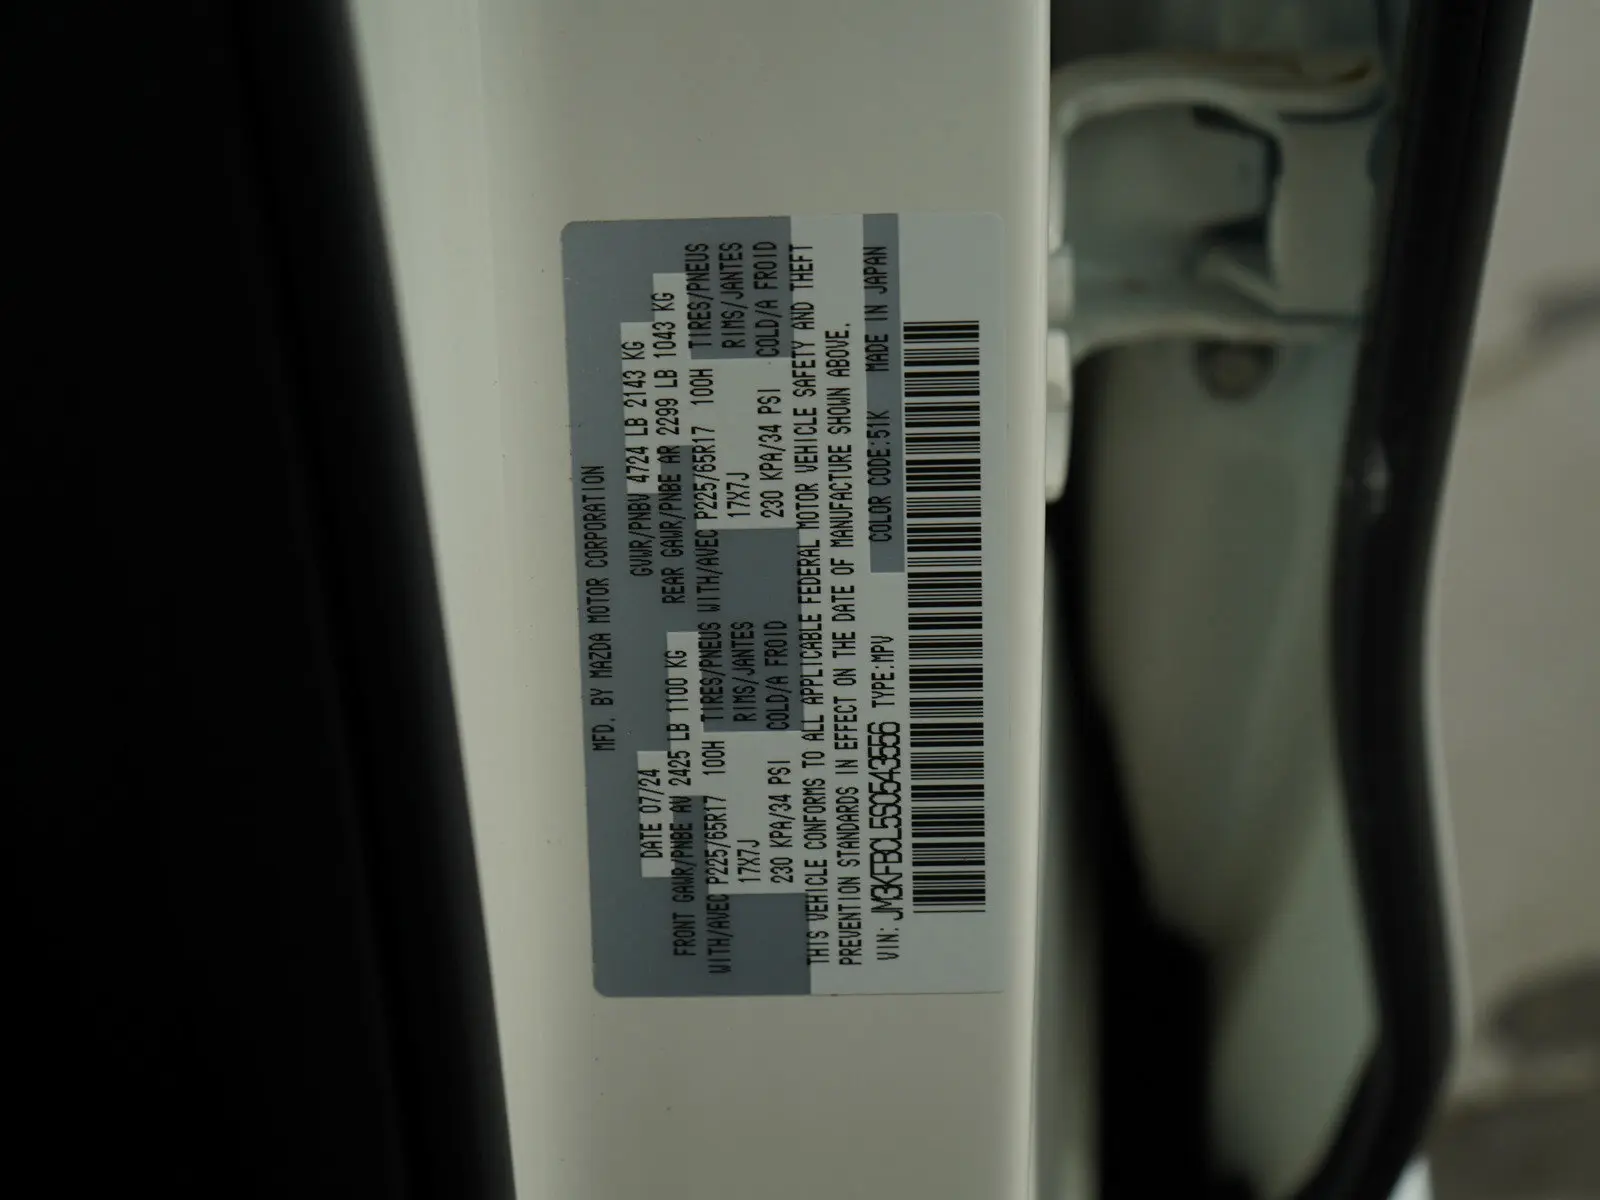 MFD. BY MAZDA MOTOR CORPORATION
DATE 07/24 GVWR/PNBV 4724 LB 2143 KG
FRONT GAWR/PNBE AV 2425 LB 1100 KG REAR GAWR/PNBE AR 2299 LB 1043 KG
WITH/AVEC P225/65R17 100H TIRES/PNEUS WITH/AVEC P225/65R17 100H TIRES/PNEUS
17X7J RIMS/JANTES 17X7J RIMS/JANTES
230 KPA/34 PSI COLD/A FROID 230 KPA/34 PSI COLD/A FROID
THIS VEHICLE CONFORMS TO ALL APPLICABLE FEDERAL MOTOR VEHICLE SAFETY AND THEFT
PREVENTION STANDARDS IN EFFECT ON THE DATE OF MANUFACTURE SHOWN ABOVE.
VIN: JM3KFBCL5S0543556 TYPE:MPV COLOR CODE:51K MADE IN JAPAN